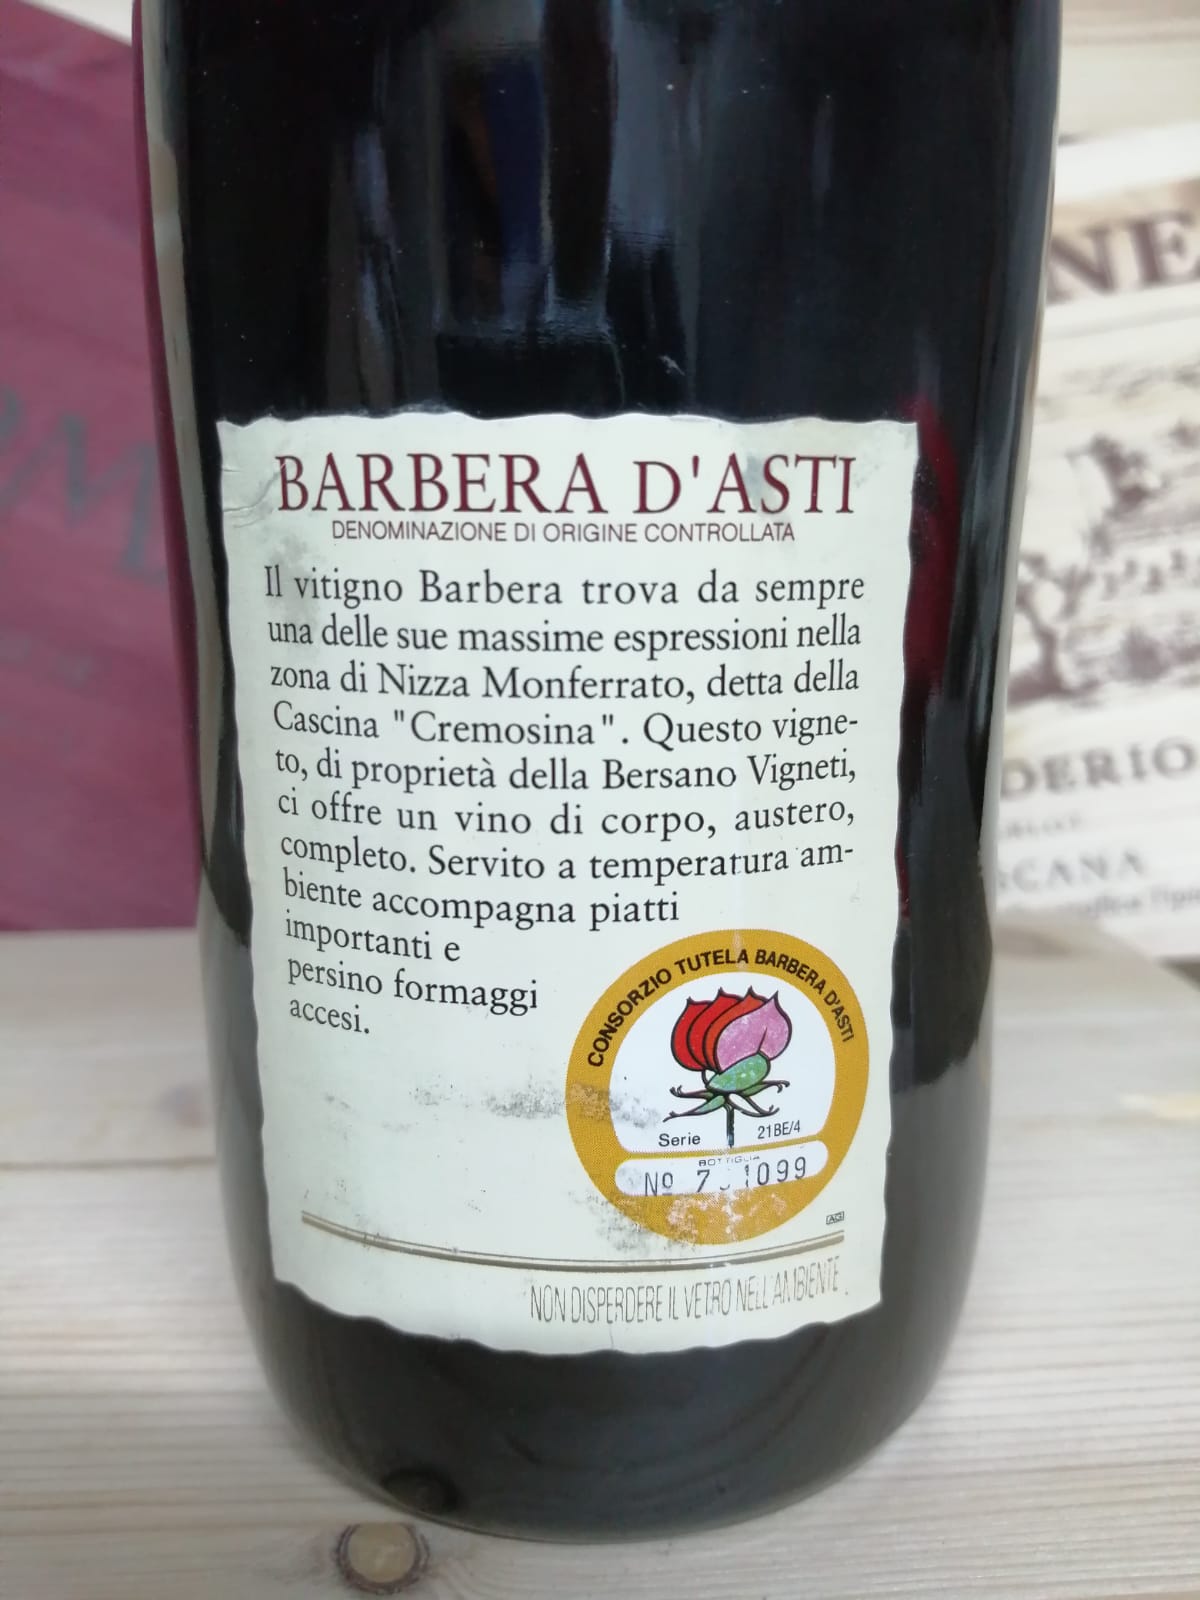 BARBERA D'ASTI
DENOMINAZIONE DI ORIGINE CONTROLLATA
Il vitigno Barbera trova da sempre
una delle sue massime espressioni nella
zona di Nizza Monferrato, detta della
Cascina "Cremosina". Questo vigne-
to, di proprietà della Bersano Vigneti,
ci offre un vino di corpo, austero,
completo. Servito a temperatura am-
biente accompagna piatti
importanti e
persino formaggi
accesi.
CONSORZIO TUTELA BARBERA D'ASTI
Serie 21BE/4
BOTTIGLIA
Nº
NON DISPERDERE IL VETRO NELL'AMBIENTE
NE
DERIO